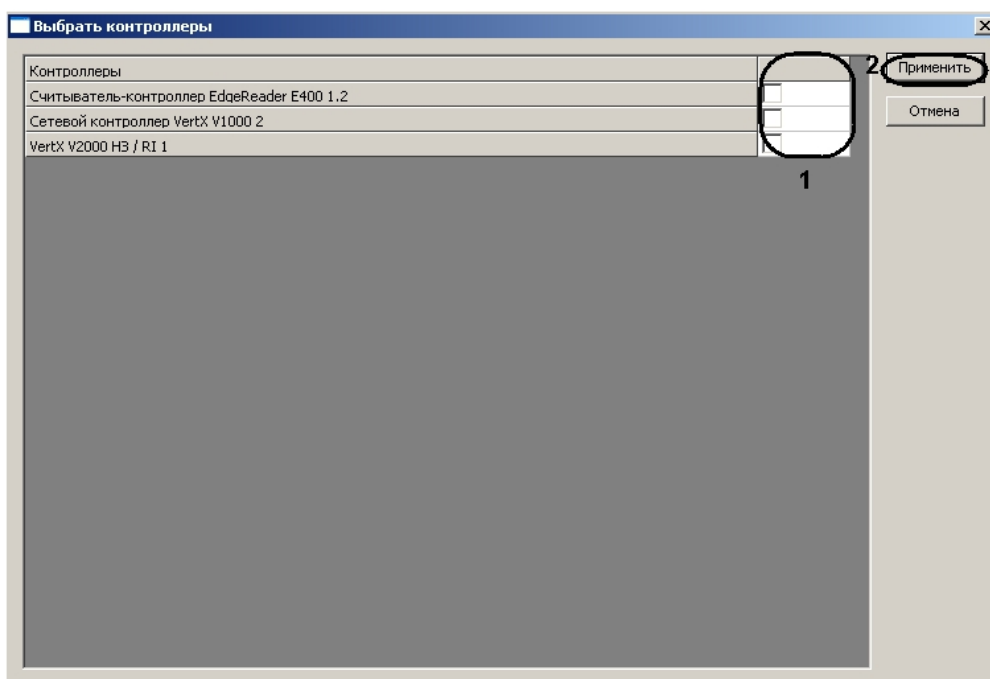 Выбрать контроллеры
Контроллеры
2 Применить
Считыватель-контроллер EdgeReader E400 1.2
Отмена
Сетевой контроллер VertX V1000 2
VertX V2000 НЗ / RI 1
1